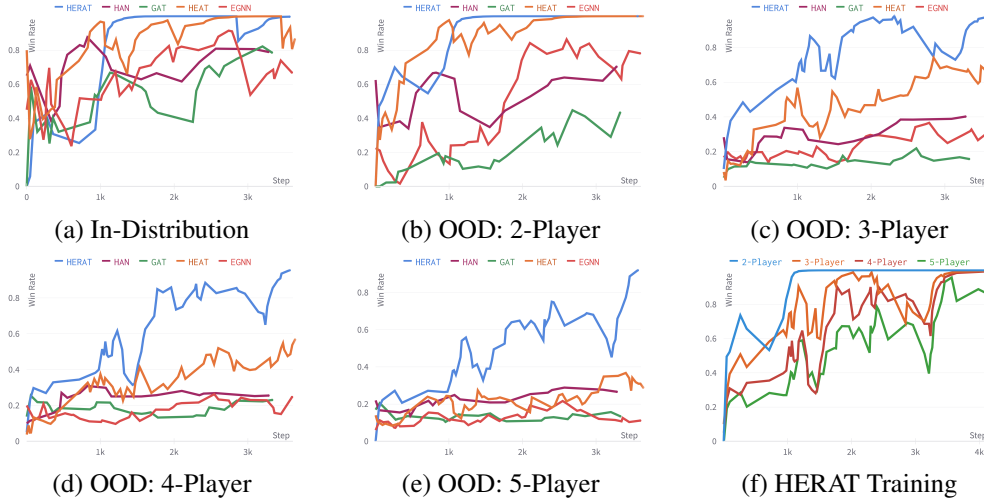 HERAT HAN GAT HEAT EGNN
Win Rate
0.8
0.6
0.4
0.2
0
0 1k 2k 3k
Step
(a) In-Distribution
HERAT HAN GAT HEAT EGNN
Win Rate
0.8
0.6
0.4
0.2
0
1k 2k 3k
Step
(b) OOD: 2-Player
HERAT HAN GAT HEAT EGNN
Win Rate
0.8
0.6
0.4
0.2
0
1k 2k 3k
Step
(c) OOD: 3-Player
HERAT HAN GAT HEAT EGNN
Win Rate
0.8
0.6
0.4
0.2
0
1k 2k 3k
Step
(d) OOD: 4-Player
HERAT HAN GAT HEAT EGNN
Win Rate
0.8
0.6
0.4
0.2
0
1k 2k 3k
Step
(e) OOD: 5-Player
2-Player 3-Player 4-Player 5-Player
Win Rate
0.8
0.6
0.4
0.2
0
1k 2k 3k 4k
Step
(f) HERAT Training